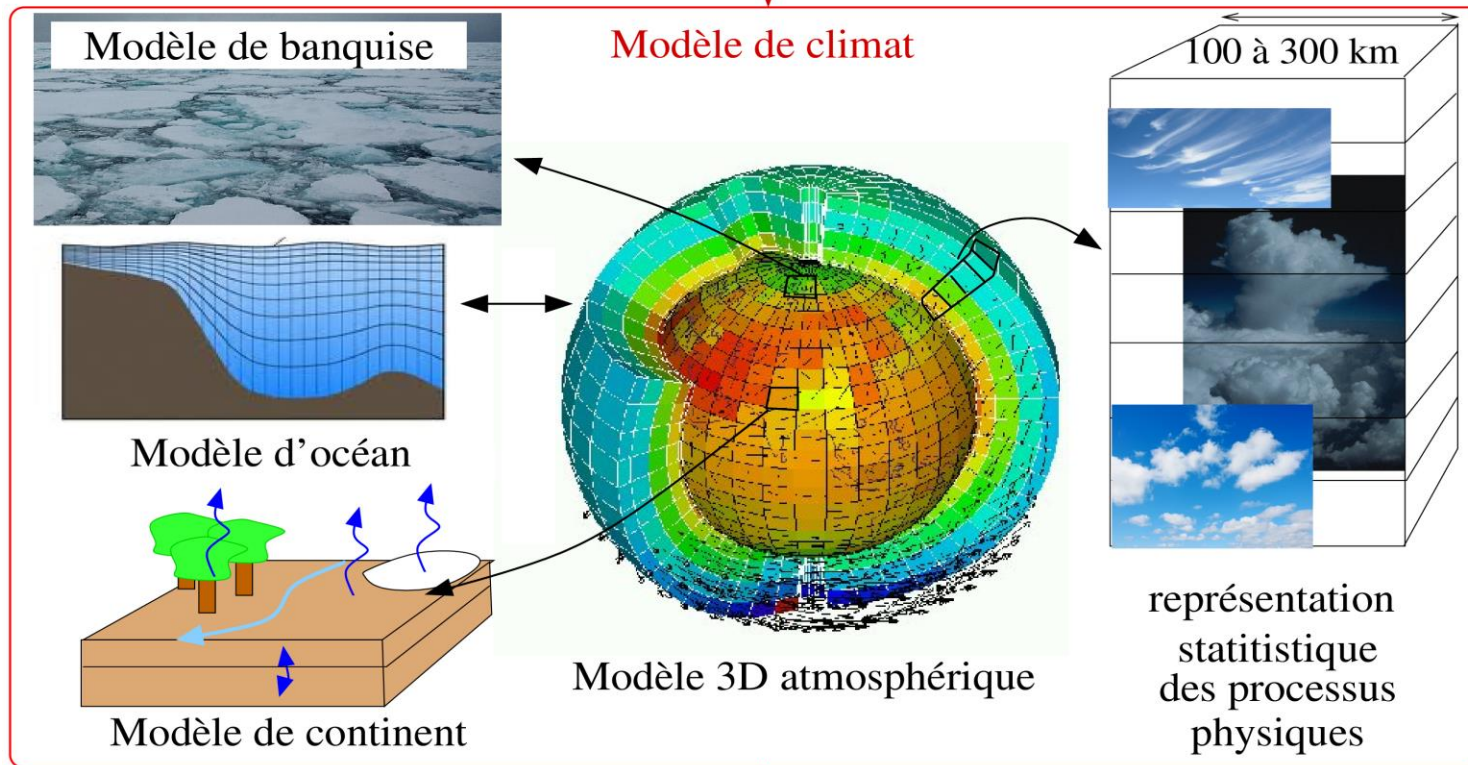 Modèle de banquise
Modèle de climat
100 à 300 km
Modèle d'océan
Modèle 3D atmosphérique
Modèle de continent
représentation
statitistique
des processus
physiques